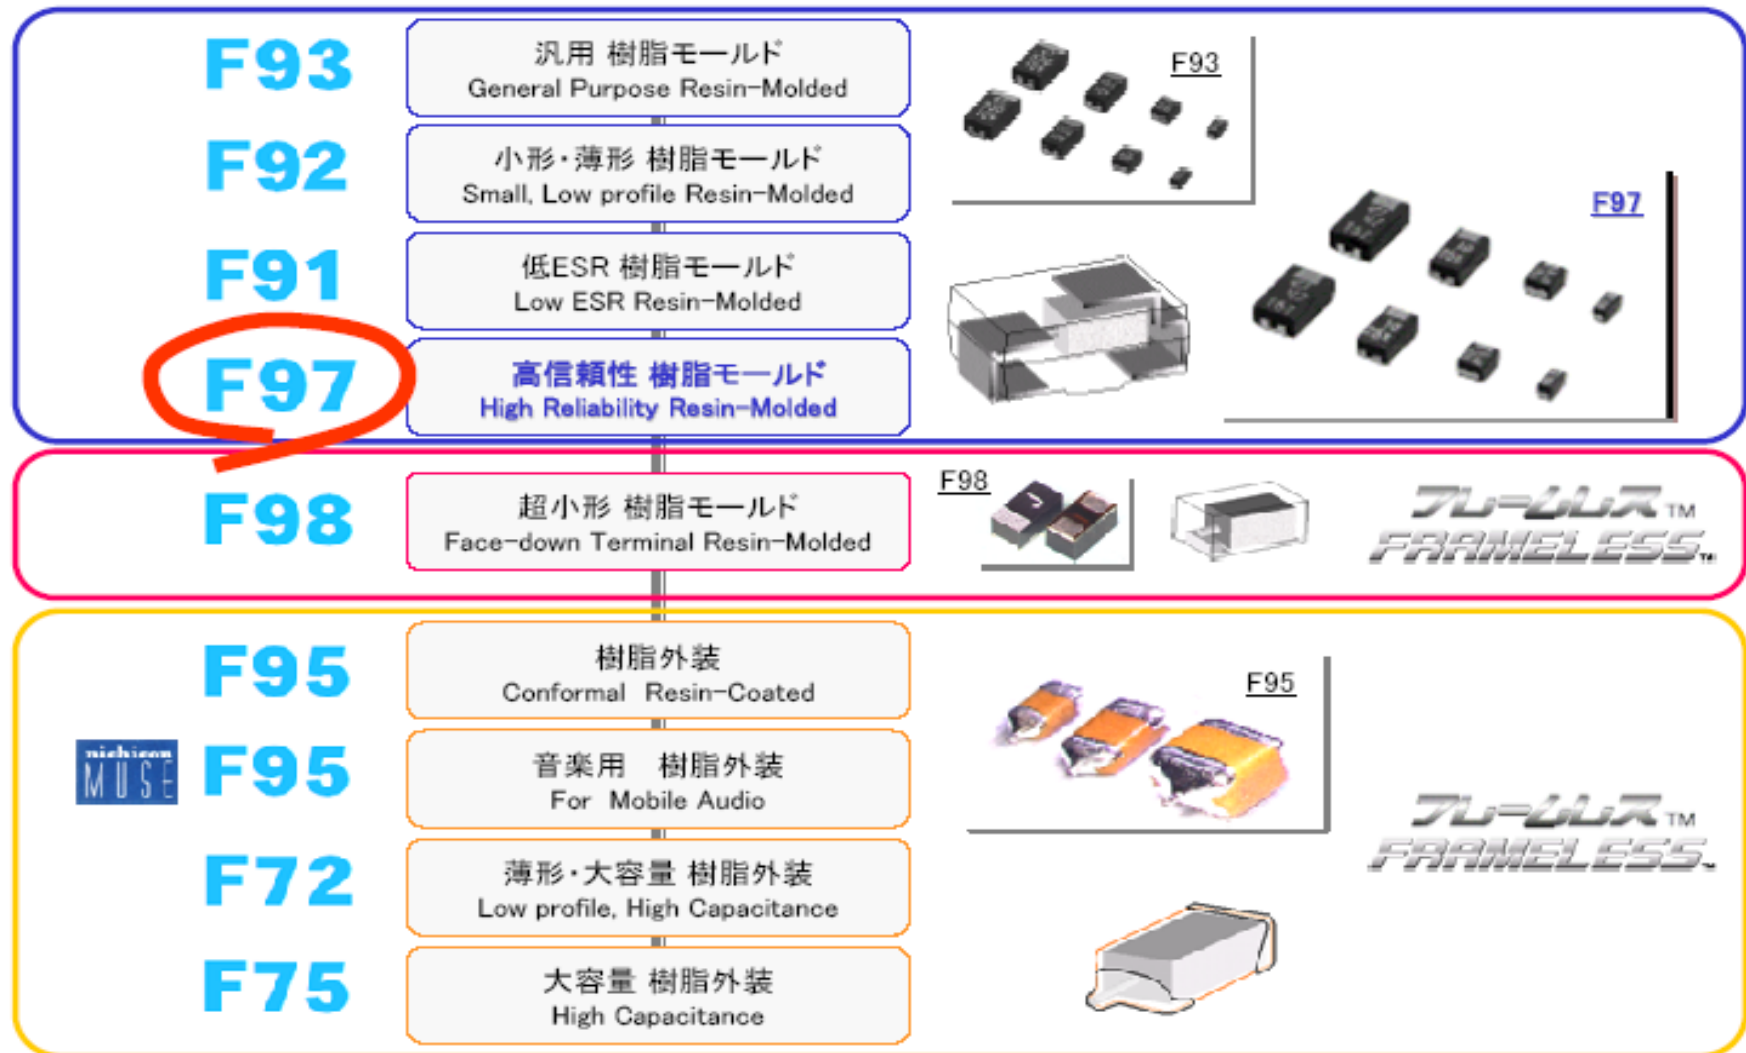 F93
汎用 樹脂モールド
General Purpose Resin-Molded
F93
F92
小形・薄形 樹脂モールド
Small, Low profile Resin-Molded
F97
F91
低ESR 樹脂モールド
Low ESR Resin-Molded
F97
高信頼性 樹脂モールド
High Reliability Resin-Molded
F98
超小形 樹脂モールド
Face-down Terminal Resin-Molded
F98
フレームレス TM
FRAMELESS TM
F95
樹脂外装
Conformal Resin-Coated
F95
nichicon
MUSE
F95
音楽用 樹脂外装
For Mobile Audio
フレームレス TM
FRAMELESS TM
F72
薄形・大容量 樹脂外装
Low profile, High Capacitance
F75
大容量 樹脂外装
High Capacitance